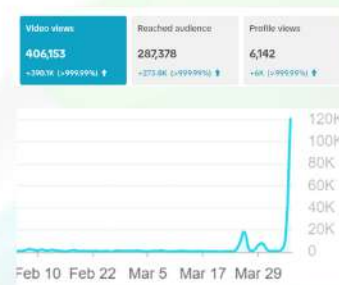 Video views
Reached audience
Profile views
406,153
287,378
6,142
+390.1K (>999.99%) ↑
+273.8K (>999.99%) ↑
+6K (>999.99%) ↑
120K
100K
80K
60K
40K
20K
0
Feb 10 Feb 22 Mar 5 Mar 17 Mar 29